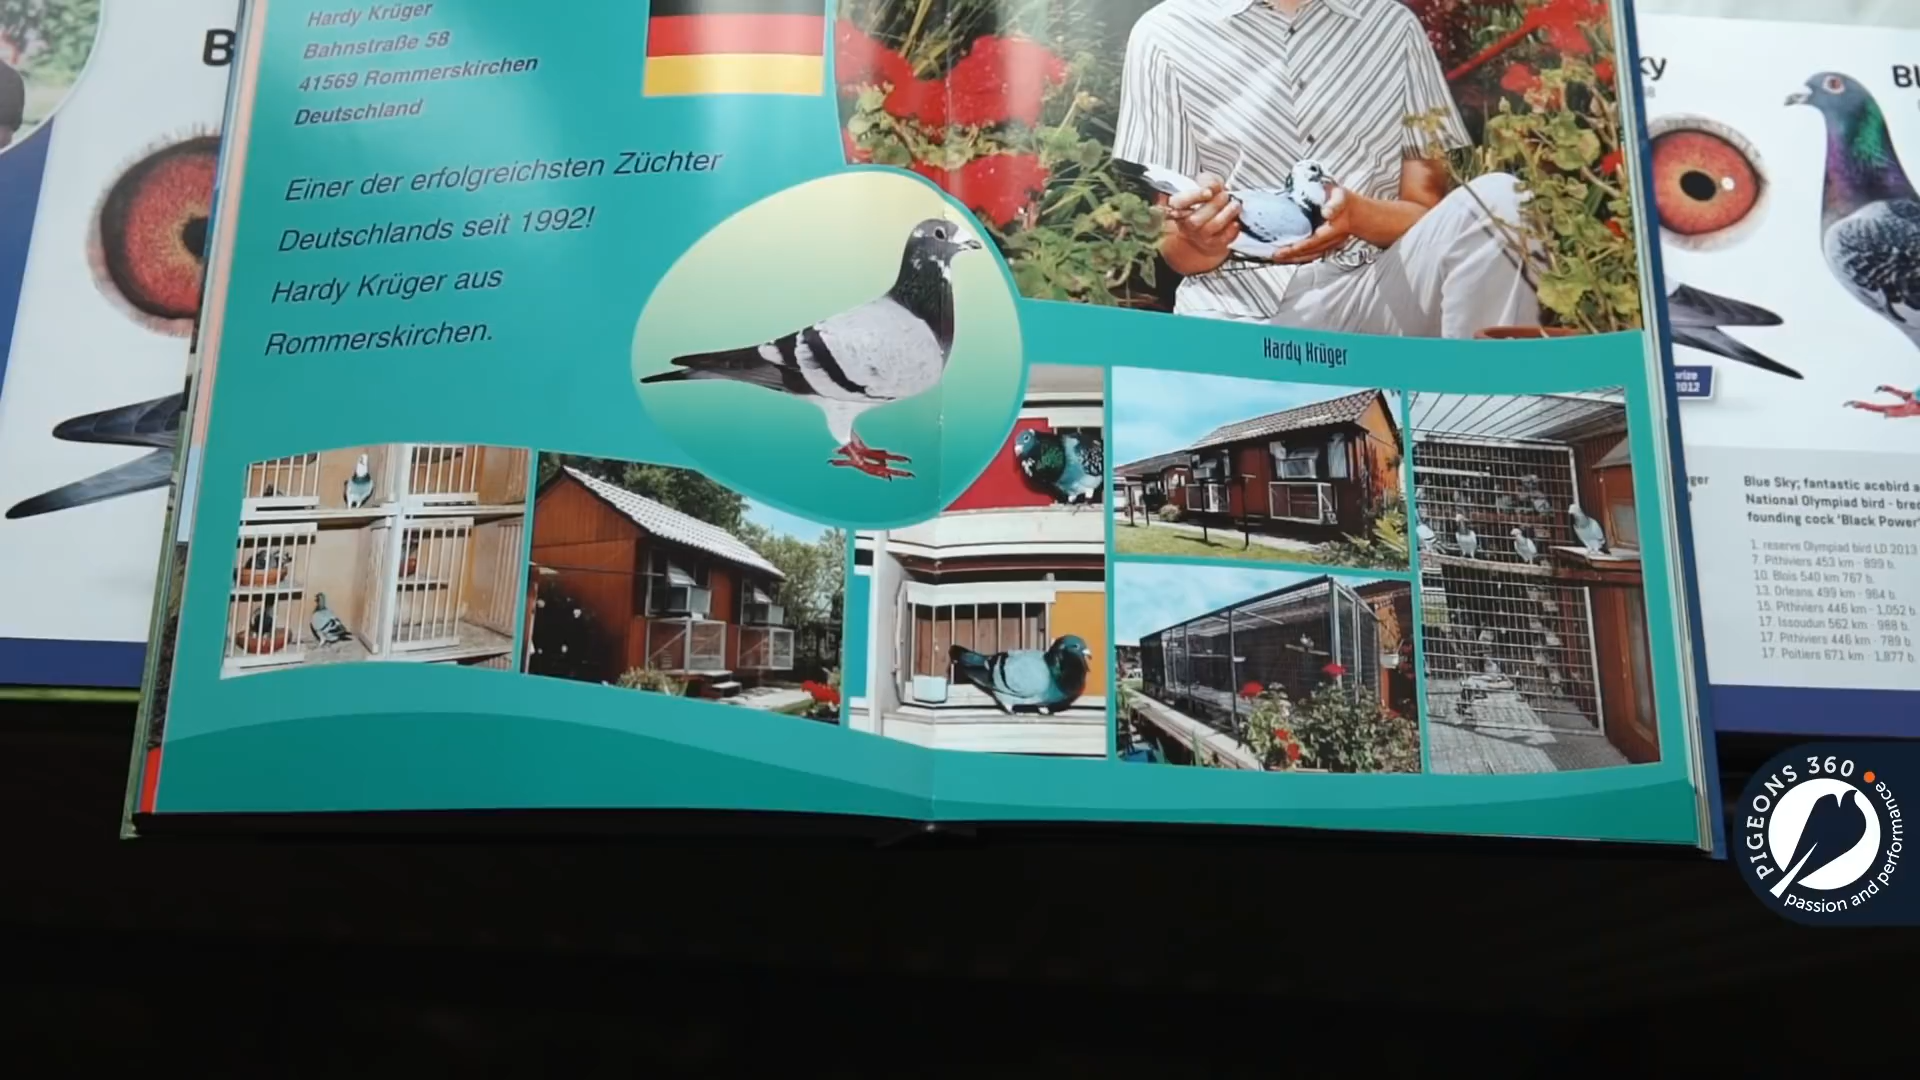 Hardy Krüger
Bahnstraße 58
41569 Rommerskirchen
Deutschland
Einer der erfolgreichsten Züchter
Deutschlands seit 1992!
Hardy Krüger aus
Rommerskirchen.
Hardy Krüger
B
ky
Bl
2012
Blue Sky; fantastic acebird a
National Olympiad bird - bred
founding cock 'Black Power'
1. reserve Olympiad bird LD 2013
7. Pithiviers 453 km - 899 b.
10. Blois 540 km 767 b.
13. Orleans 499 km - 964 b.
15. Pithiviers 446 km - 1,052 b.
17. Issoudun 562 km - 988 b.
17. Pithiviers 446 km - 789 b.
17. Poitiers 671 km - 1,877 b.
PIGEONS 360
passion and performance